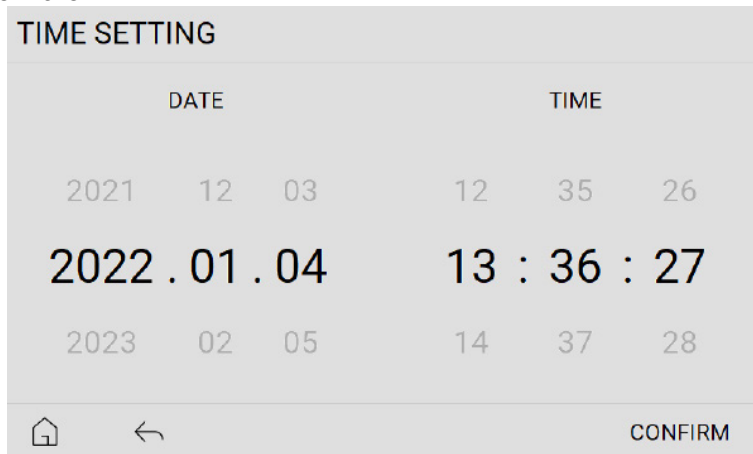 TIME SETTING
DATE TIME
2021 12 03 12 35 26
2022 . 01 . 04 13 : 36 : 27
2023 02 05 14 37 28
CONFIRM